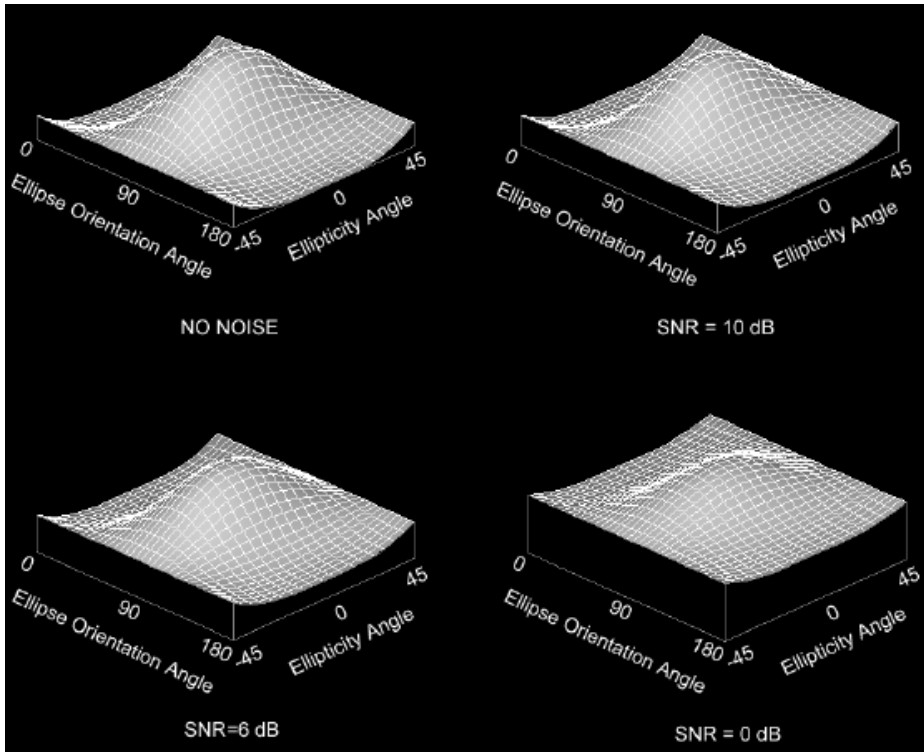 0
90
180
Ellipse Orientation Angle
-45
0
45
Ellipticity Angle
NO NOISE
0
90
180
Ellipse Orientation Angle
-45
0
45
Ellipticity Angle
SNR = 10 dB
0
90
180
Ellipse Orientation Angle
-45
0
45
Ellipticity Angle
SNR=6 dB
0
90
180
Ellipse Orientation Angle
-45
0
45
Ellipticity Angle
SNR = 0 dB